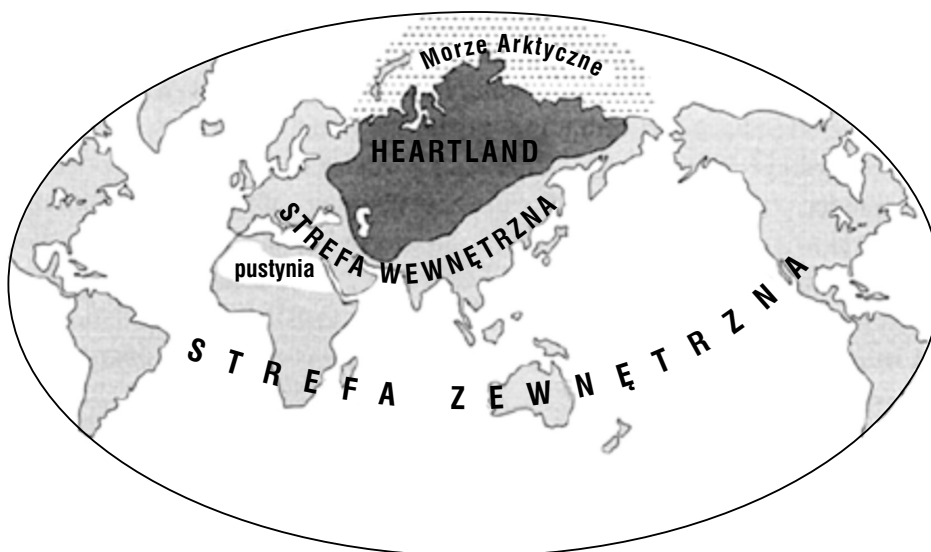 Morze Arktyczne
HEARTLAND
STREFA WEWNĘTRZNA
pustynia
STREFA ZEWNĘTRZNA